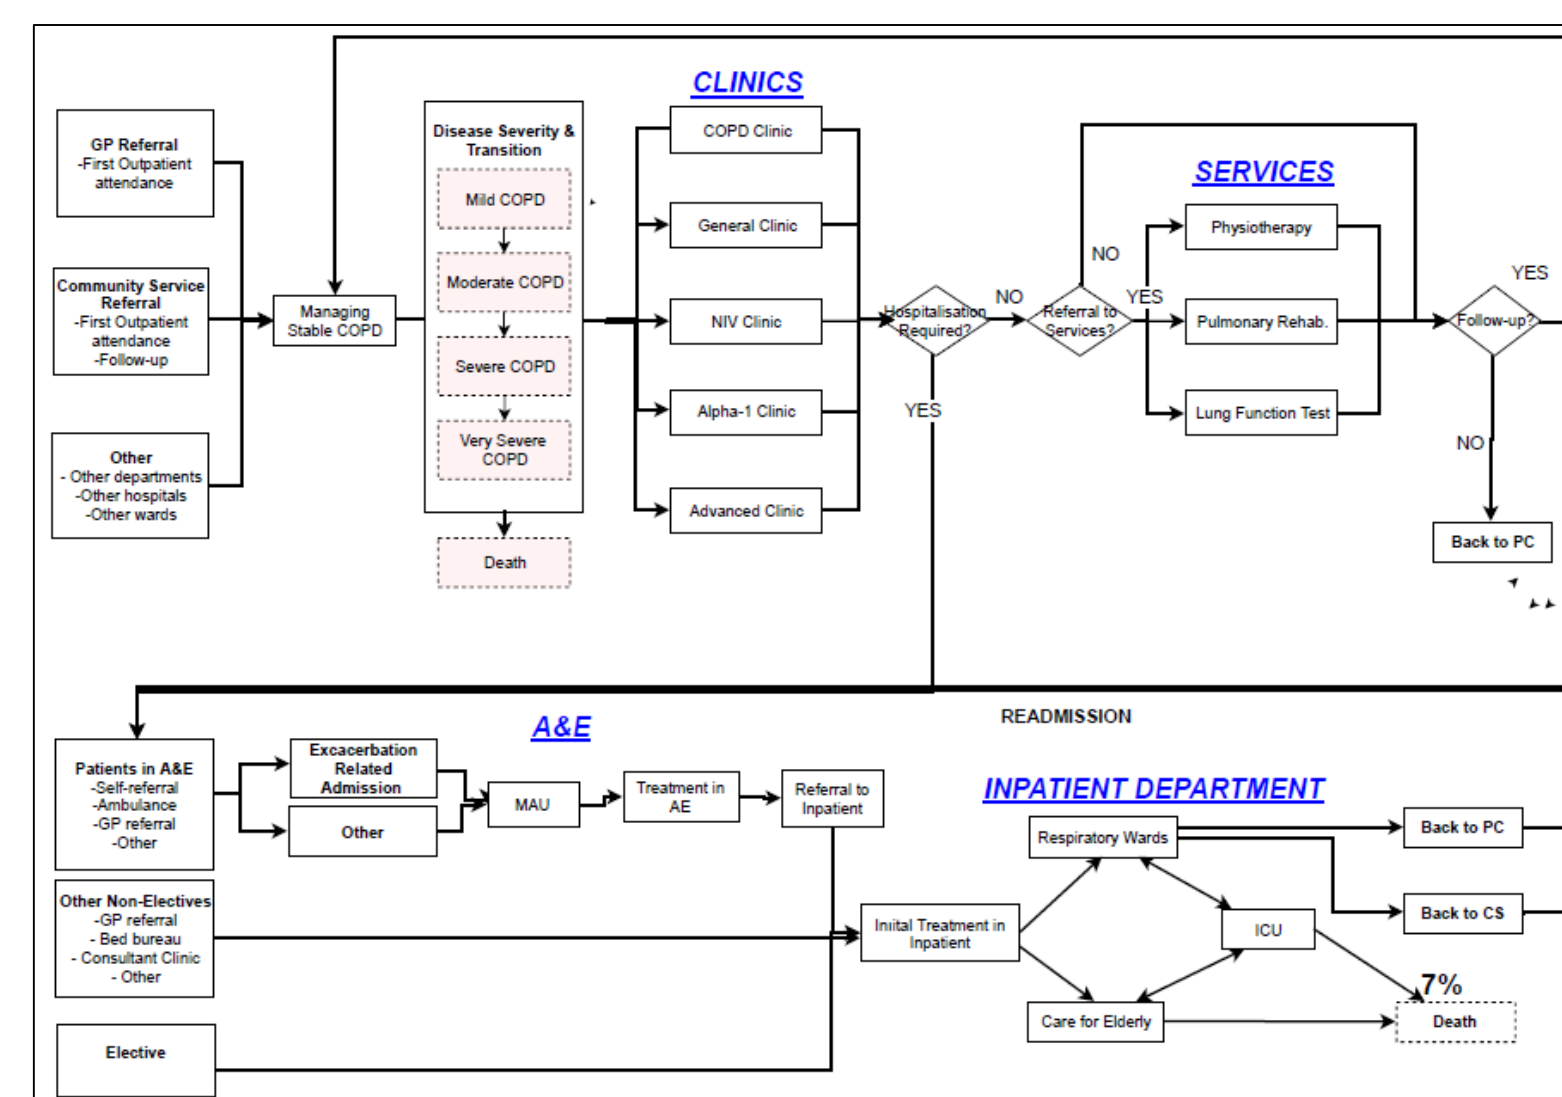 CLINICS
GP Referral
-First Outpatient
attendance
Community Service
Referral
-First Outpatient
attendance
-Follow-up
Other
- Other departments
-Other hospitals
-Other wards
Managing
Stable COPD
Disease Severity &
Transition
Mild COPD
Moderate COPD
Severe COPD
Very Severe
COPD
Death
COPD Clinic
General Clinic
NIV Clinic
Alpha-1 Clinic
Advanced Clinic
Hospitalisation
Required?
NO
YES
Referral to
Services?
NO
YES
SERVICES
Physiotherapy
Pulmonary Rehab.
Lung Function Test
Follow-up?
YES
NO
Back to PC
READMISSION
A&E
Patients in A&E
-Self-referral
-Ambulance
-GP referral
-Other
Excacerbation
Related
Admission
Other
MAU
Treatment in
AE
Referral to
Inpatient
Other Non-Electives
-GP referral
- Bed bureau
- Consultant Clinic
- Other
Elective
INPATIENT DEPARTMENT
Iniital Treatment in
Inpatient
Respiratory Wards
ICU
Care for Elderly
Back to PC
Back to CS
7%
Death